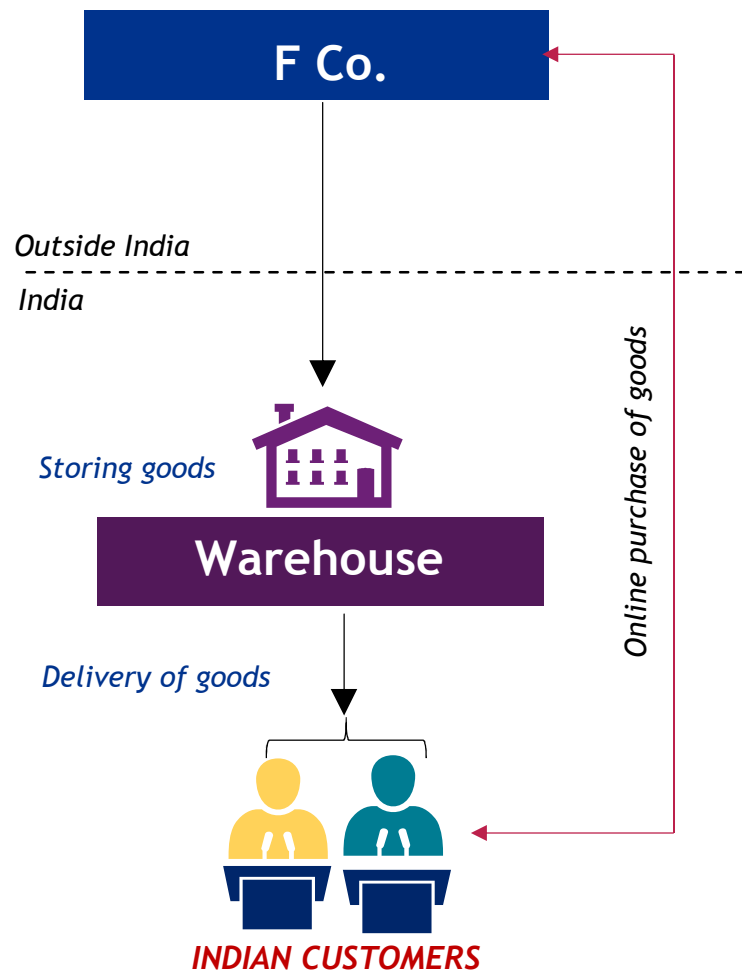 F Co.
Outside India
India
Online purchase of goods
Storing goods
Warehouse
Delivery of goods
INDIAN CUSTOMERS